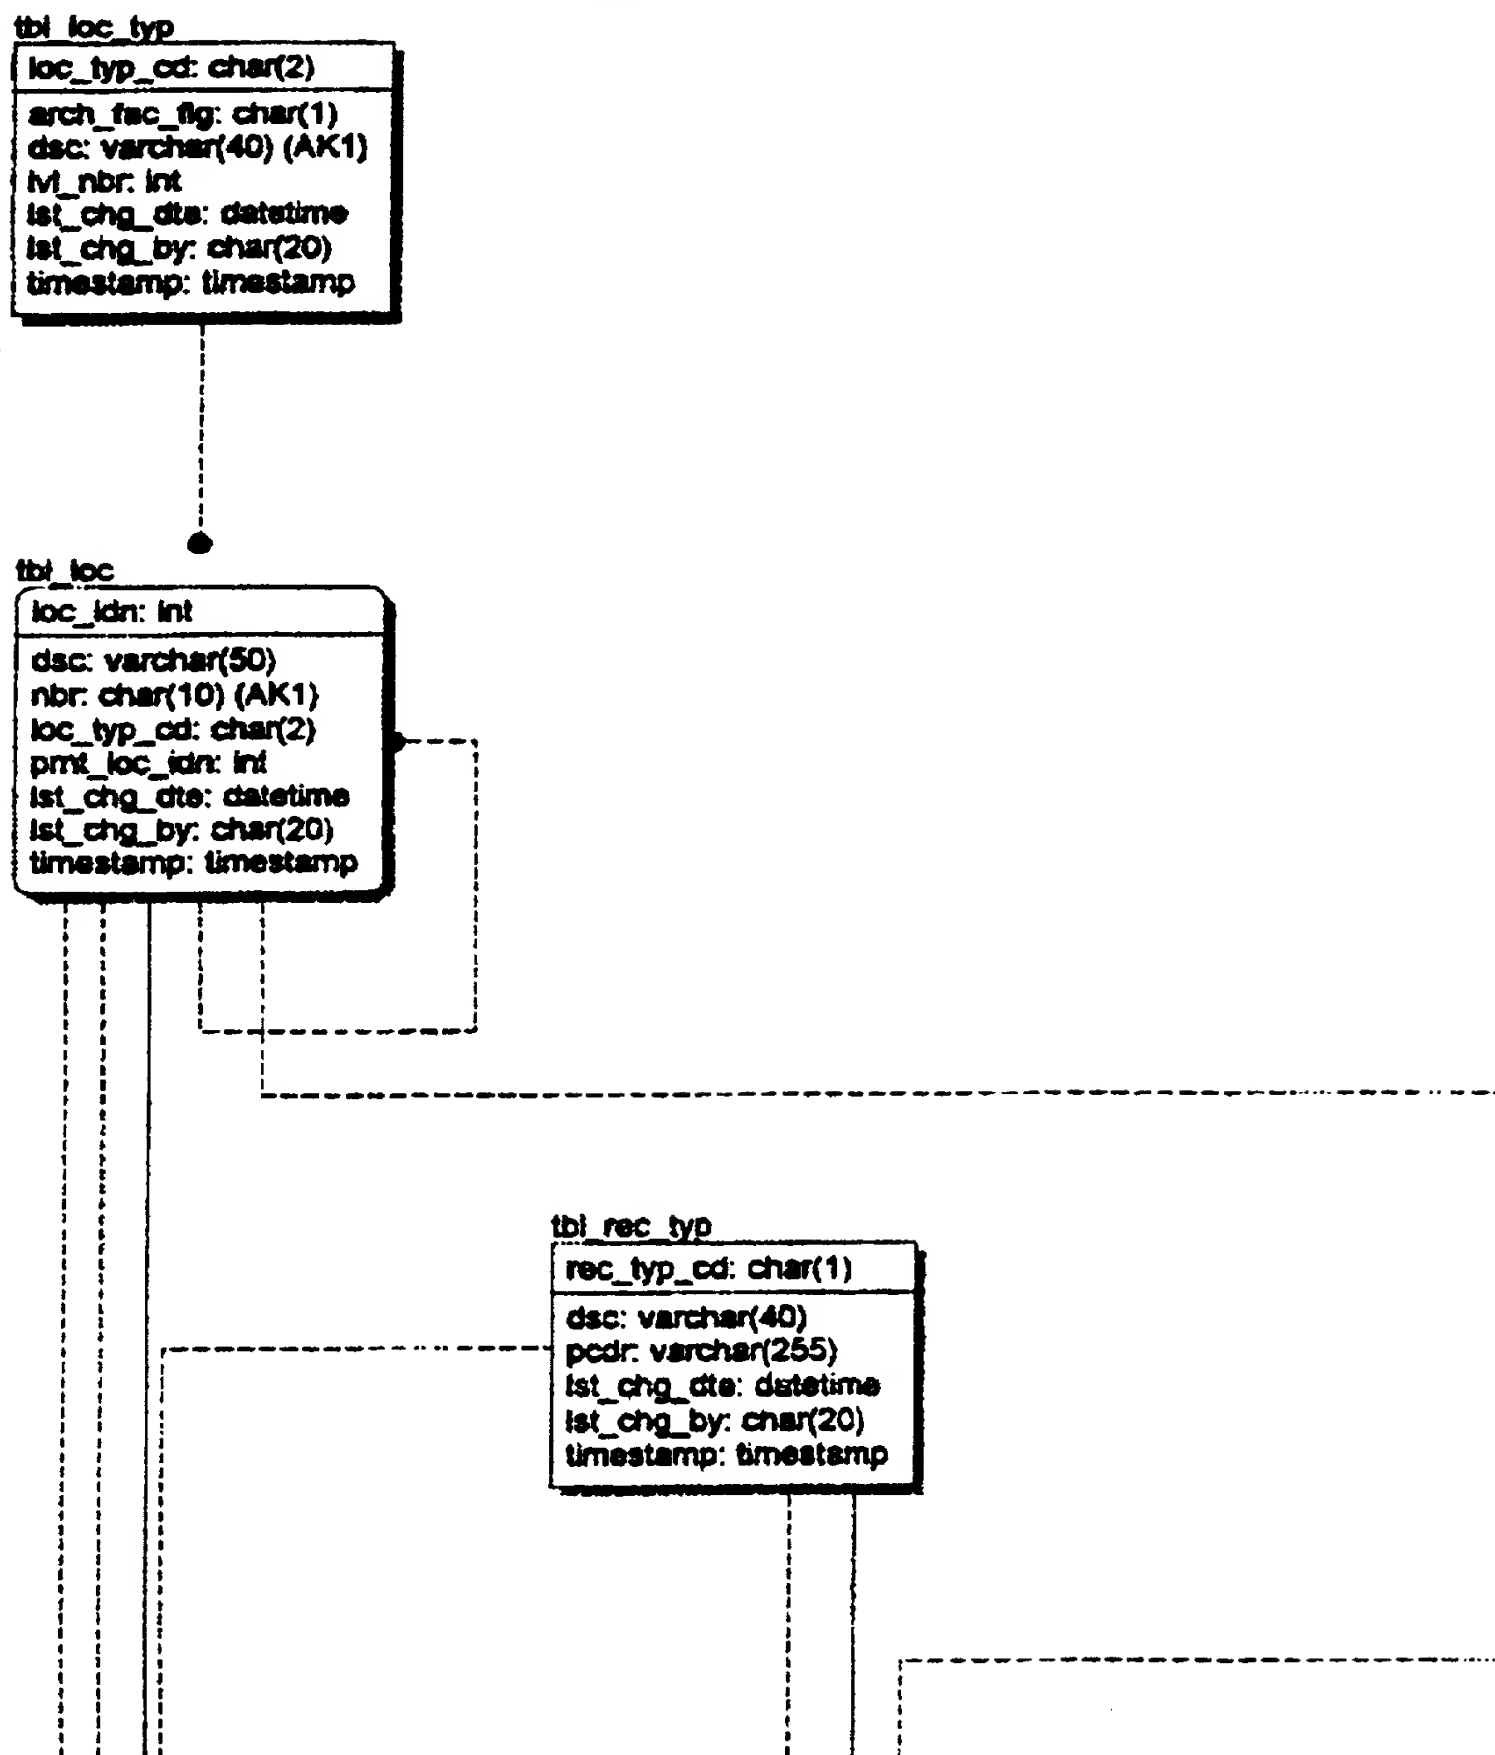 tbl_loc_typ
loc_typ_cd: char(2)
arch_fac_flg: char(1)
dsc: varchar(40) (AK1)
lvl_nbr: int
lst_chg_dte: datetime
lst_chg_by: char(20)
timestamp: timestamp
tbl_loc
loc_idn: int
dsc: varchar(50)
nbr: char(10) (AK1)
loc_typ_cd: char(2)
prnt_loc_idn: int
lst_chg_dte: datetime
lst_chg_by: char(20)
timestamp: timestamp
tbl_rec_typ
rec_typ_cd: char(1)
dsc: varchar(40)
pcdr: varchar(255)
lst_chg_dte: datetime
lst_chg_by: char(20)
timestamp: timestamp